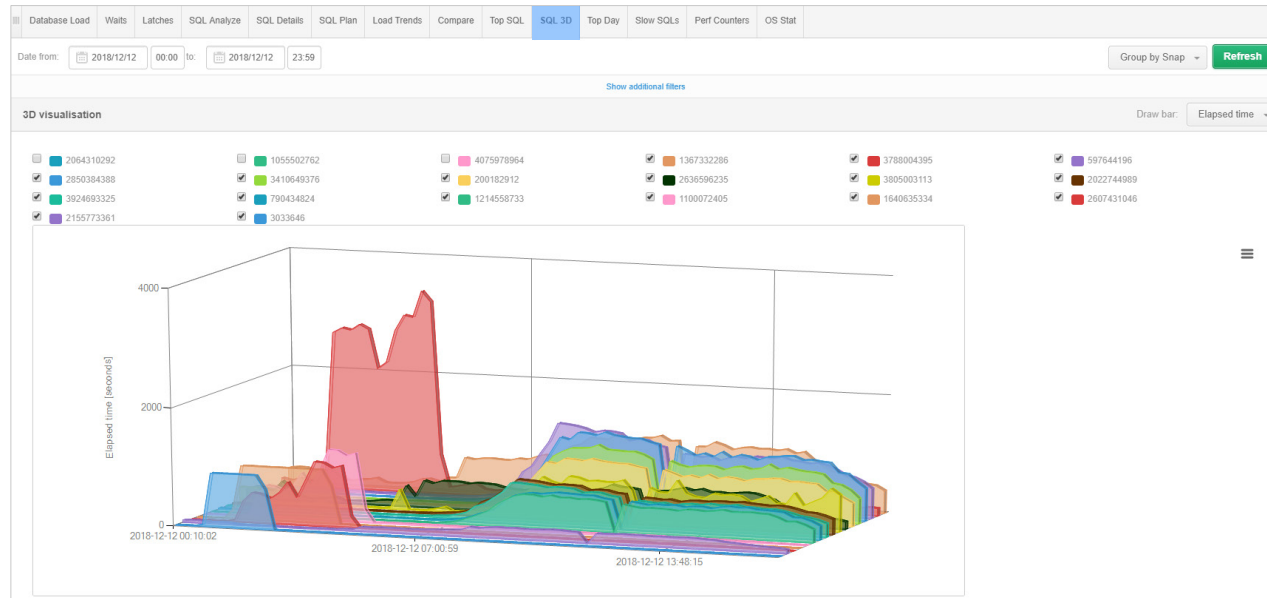 Database Load Waits Latches SQL Analyze SQL Details SQL Plan Load Trends Compare Top SQL SQL 3D Top Day Slow SQLs Perf Counters OS Stat
Date from: 2018/12/12 00:00 to: 2018/12/12 23:59 Group by Snap Refresh
Show additional filters
3D visualisation Draw bar: Elapsed time
2064310292 1055502762 4075978964 1367332286 3788004395 597644196
2850384388 3410649376 200182912 2636596235 3805003113 2022744989
3924693325 790434824 1214558733 1100072405 1640635334 2607431046
2155773361 3033646
4000
2000
0
Elapsed time [seconds]
2018-12-12 00:10:02
2018-12-12 07:00:59
2018-12-12 13:48:15